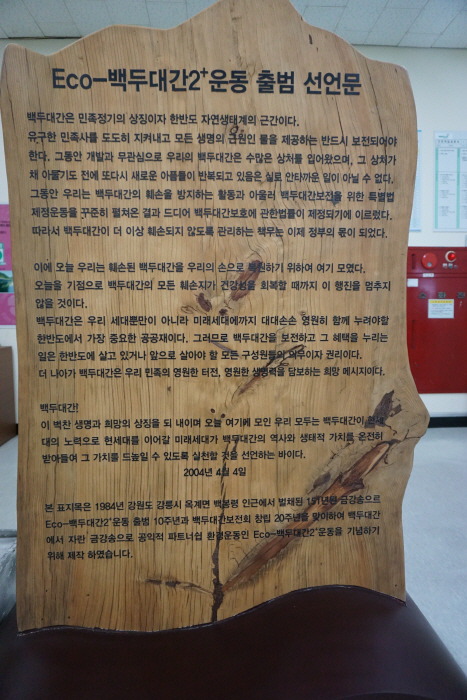 Eco-백두대간2⁺운동 출범 선언문
백두대간은 민족정기의 상징이자 한반도 자연생태계의 근간이다.
유구한 민족사를 도도히 지켜내고 모든 생명의 근원인 물을 제공하는 반드시 보전되어야
한다. 그동안 개발과 무관심으로 우리의 백두대간은 수많은 상처를 입어왔으며, 그 상처가
채 아물기도 전에 또다시 새로운 아픔들이 반복되고 있음은 실로 안타까운 일이 아닐 수 없다.
그동안 우리는 백두대간의 훼손을 방지하는 활동과 아울러 백두대간보전을 위한 특별법
제정운동을 꾸준히 펼쳐온 결과 드디어 백두대간보호에 관한법률이 제정되기에 이르렀다.
따라서 백두대간이 더 이상 훼손되지 않도록 관리하는 책무는 이제 정부의 몫이 되었다.
이에 오늘 우리는 훼손된 백두대간을 우리의 손으로 복원하기 위하여 여기 모였다.
오늘을 기점으로 백두대간의 모든 훼손지가 건강성을 회복할 때까지 이 행진을 멈추지
않을 것이다.
백두대간은 우리 세대뿐만이 아니라 미래세대에까지 대대손손 영원히 함께 누려야할
한반도에서 가장 중요한 공공재이다. 그러므로 백두대간을 보전하고 그 혜택을 누리는
일은 한반도에 살고 있거나 앞으로 살아야 할 모든 구성원들의 의무이자 권리이다.
더 나아가 백두대간은 우리 민족의 영원한 터전, 영원한 생명력을 담보하는 희망 메시지이다.
백두대간!
이 벅찬 생명과 희망의 상징을 되 내이며 오늘 여기에 모인 우리 모두는 백두대간이 현세
대의 노력으로 현세대를 이어갈 미래세대가 백두대간의 역사와 생태적 가치를 온전히
받아들여 그 가치를 드높일 수 있도록 실천할 것을 선언하는 바이다.
2004년 4월 4일
본 표지목은 1984년 강원도 강릉시 옥계면 백봉령 인근에서 벌채된 151년생 금강송으로
Eco-백두대간2⁺운동 출범 10주년과 백두대간보전회 창립 20주년을 맞이하여 백두대간
에서 자란 금강송으로 공익적 파트너쉽 환경운동인 Eco-백두대간2⁺운동을 기념하기
위해 제작 하였습니다.